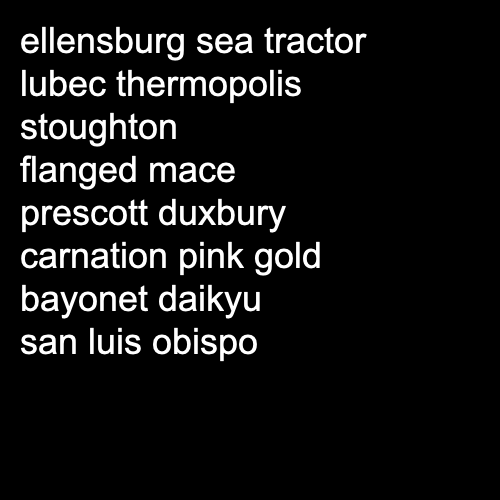 ellensburg sea tractor
lubec thermopolis
stoughton
flanged mace
prescott duxbury
carnation pink gold
bayonet daikyu
san luis obispo